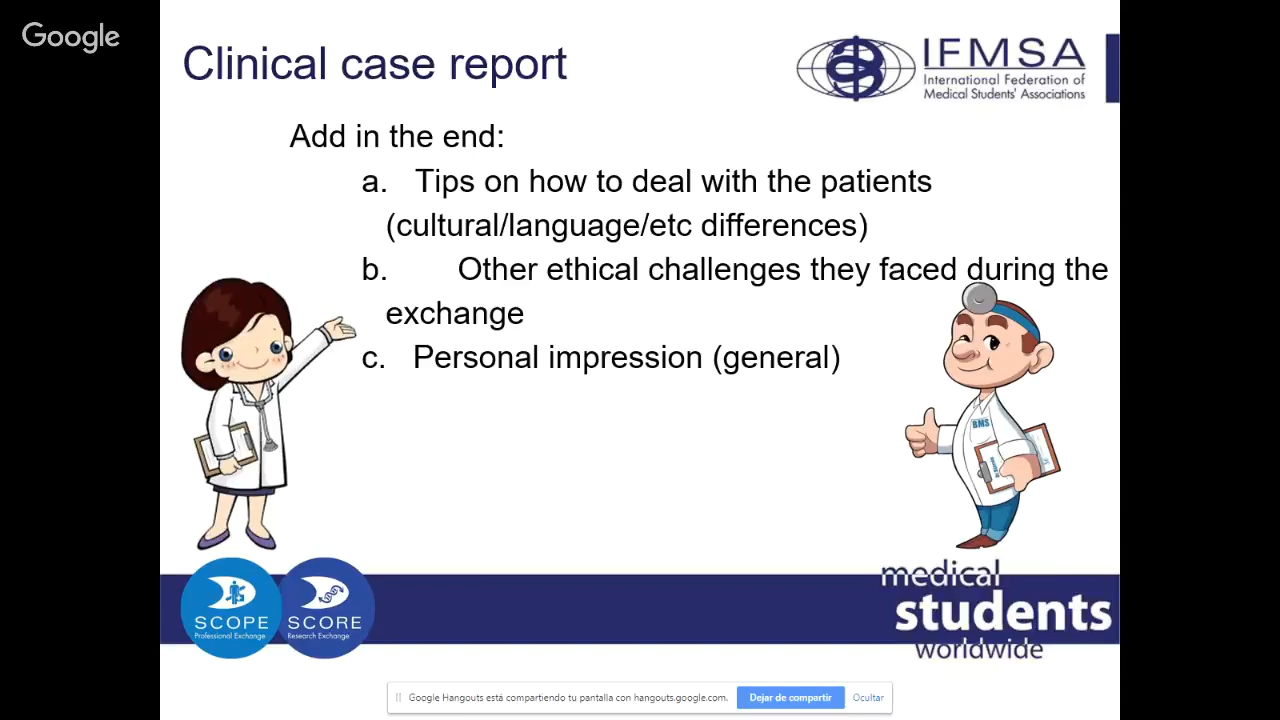 Google
Clinical case report
IFMSA
International Federation of
Medical Students' Associations
Add in the end:
a. Tips on how to deal with the patients
(cultural/language/etc differences)
b. Other ethical challenges they faced during the
exchange
c. Personal impression (general)
BMS
SCOPE
Professional Exchange
SCORE
Research Exchange
medical
students
worldwide
Google Hangouts está compartiendo tu pantalla con hangouts.google.com.
Dejar de compartir
Ocultar